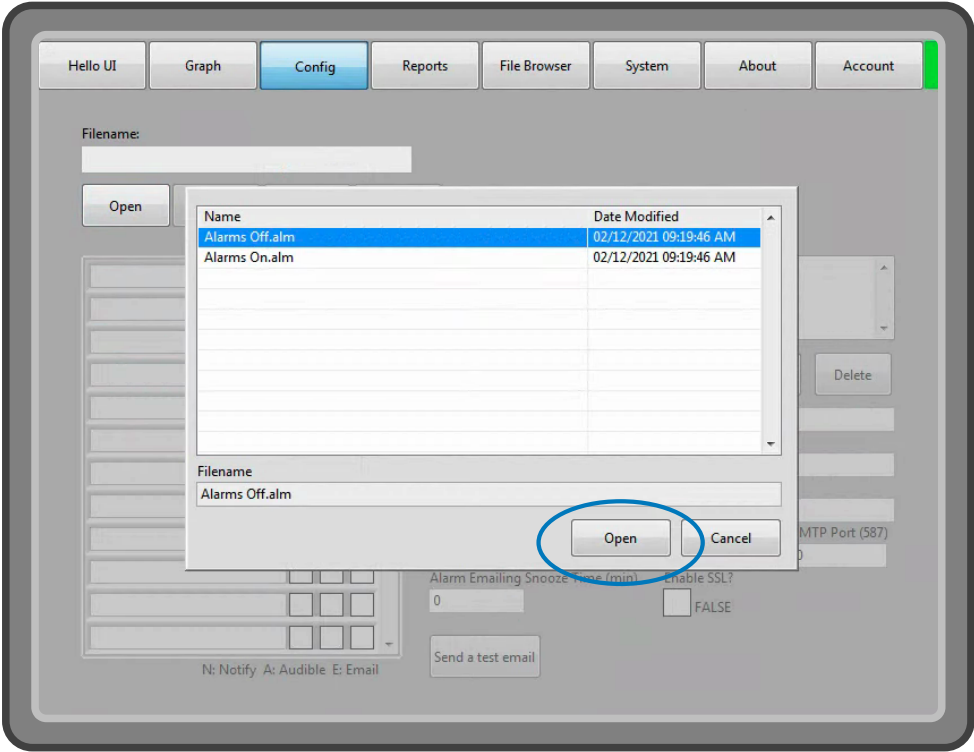 Hello UI Graph Config Reports File Browser System About Account
Filename:
Open
Name Date Modified
Alarms Off.alm 02/12/2021 09:19:46 AM
Alarms On.alm 02/12/2021 09:19:46 AM
Delete
Filename
Alarms Off.alm
Open Cancel
MTP Port (587)
Alarm Emailing Snooze Time (min) Enable SSL?
0 FALSE
Send a test email
N: Notify A: Audible E: Email